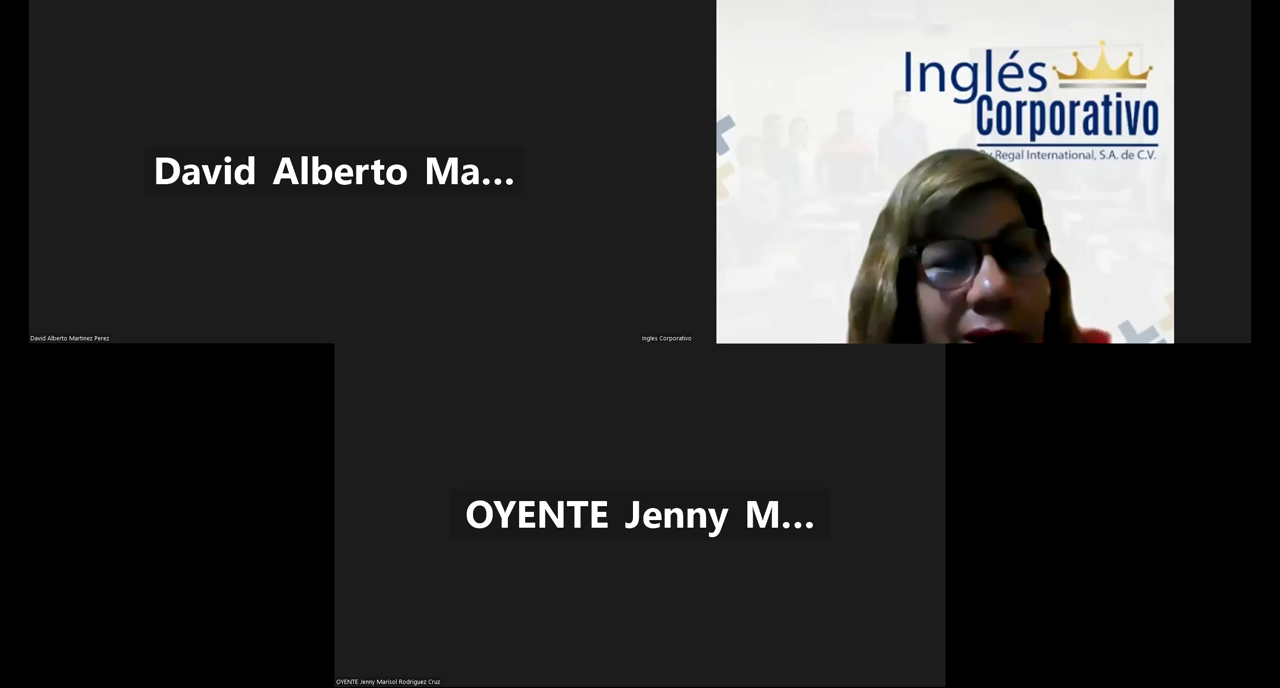 David Alberto Ma...
Inglés
Corporativo
By Regal International, S.A. de C.V.
David Alberto Martinez Perez
Ingles Corporativo
OYENTE Jenny M...
OYENTE Jenny Marisol Rodriguez Cruz